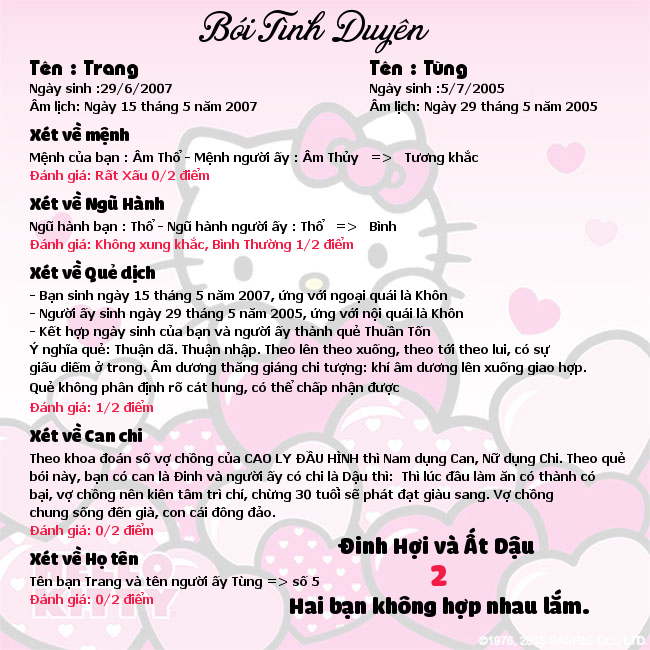 Bói Tình Duyên
Tên : Trang
Ngày sinh :29/6/2007
Âm lịch: Ngày 15 tháng 5 năm 2007
Tên : Tùng
Ngày sinh :5/7/2005
Âm lịch: Ngày 29 tháng 5 năm 2005
Xét về mệnh
Mệnh của bạn : Âm Thổ - Mệnh người ấy : Âm Thủy => Tương khắc
Đánh giá: Rất Xấu 0/2 điểm
Xét về Ngũ Hành
Ngũ hành bạn : Thổ - Ngũ hành người ấy : Thổ => Bình
Đánh giá: Không xung khắc, Bình Thường 1/2 điểm
Xét về Quẻ dịch
- Bạn sinh ngày 15 tháng 5 năm 2007, ứng với ngoại quái là Khôn
- Người ấy sinh ngày 29 tháng 5 năm 2005, ứng với nội quái là Khôn
- Kết hợp ngày sinh của bạn và người ấy thành quẻ Thuần Tốn
Ý nghĩa quẻ: Thuận dã. Thuận nhập. Theo lên theo xuống, theo tới theo lui, có sự
giấu diếm ở trong. Âm dương thăng giáng chi tượng: khí âm dương lên xuống giao hợp.
Quẻ không phân định rõ cát hung, có thể chấp nhận được
Đánh giá: 1/2 điểm
Xét về Can chi
Theo khoa đoán số vợ chồng của CAO LY ĐẦU HÌNH thì Nam dụng Can, Nữ dụng Chi. Theo quẻ
bói này, bạn có can là Đinh và người ấy có chi là Dậu thì: Thì lúc đầu làm ăn có thành có
bại, vợ chồng nên kiên tâm trì chí, chừng 30 tuổi sẽ phát đạt giàu sang. Vợ chồng
chung sống đến già, con cái đông đảo.
Đánh giá: 0/2 điểm
Xét về Họ tên
Tên bạn Trang và tên người ấy Tùng => số 5
Đánh giá: 0/2 điểm
Đinh Hợi và Ất Dậu
2
Hai bạn không hợp nhau lắm.
HELLO
KITTY